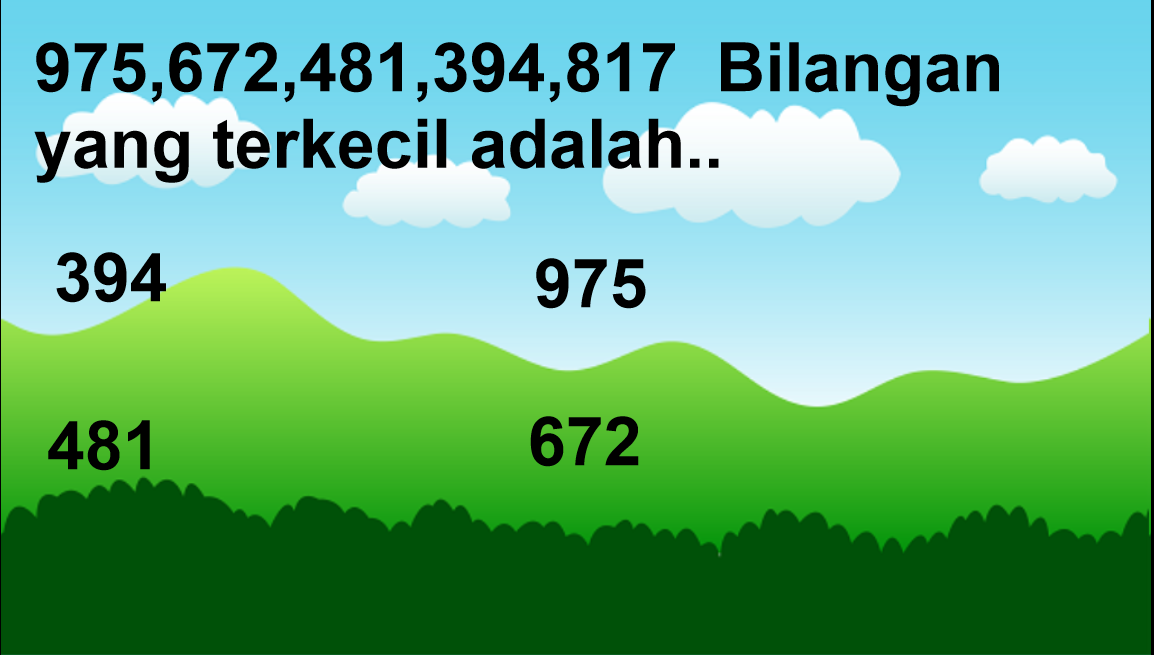 975,672,481,394,817 Bilangan
yang terkecil adalah..
394
975
481
672